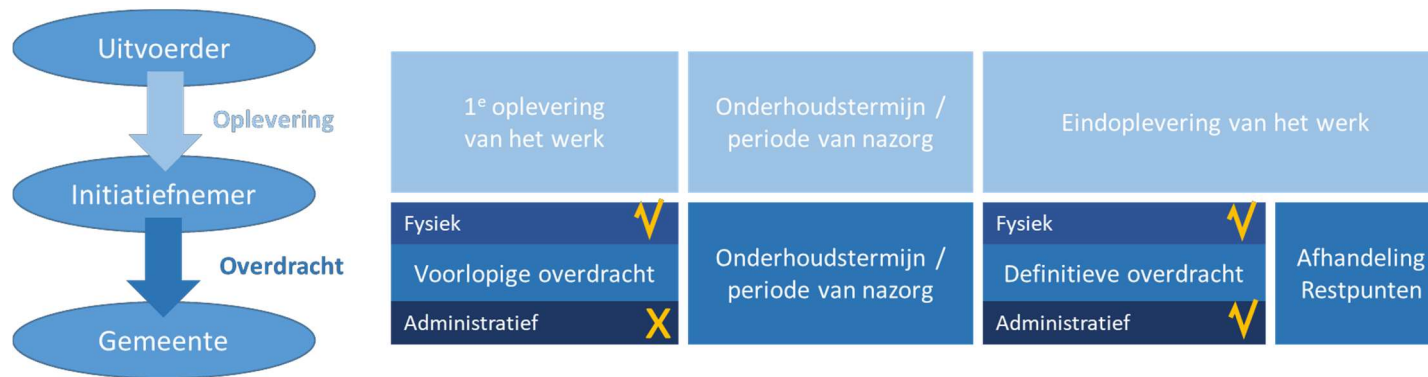 Uitvoerder
Oplevering
Initiatiefnemer
Overdracht
Gemeente
1e oplevering
van het werk
Onderhoudstermijn /
periode van nazorg
Eindoplevering van het werk
Fysiek √
Voorlopige overdracht
Administratief X
Onderhoudstermijn /
periode van nazorg
Fysiek √
Definitieve overdracht
Administratief √
Afhandeling
Restpunten